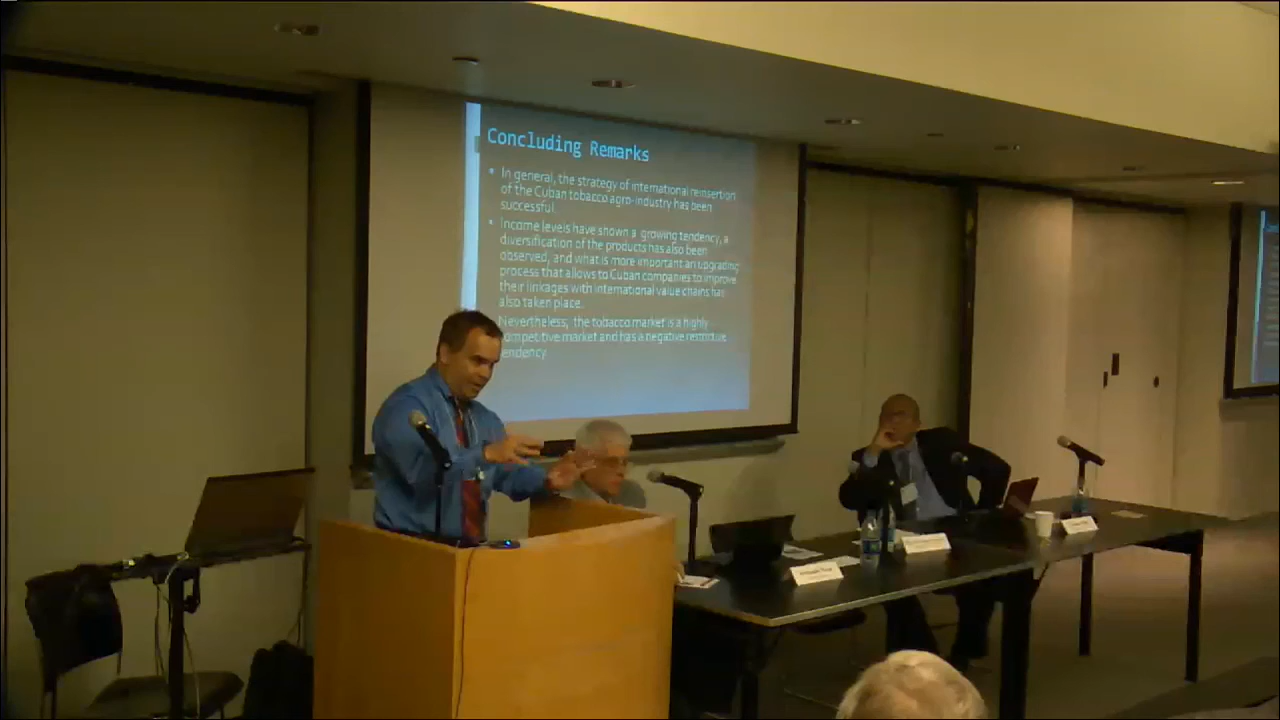 Concluding Remarks
• In general, the strategy of international reinsertion
of the Cuban tobacco agro-industry has been
successful.
• Income levels have shown a growing tendency, a
diversification of the products has also been
observed, and what is more important an upgrading
process that allows to Cuban companies to improve
their linkages with international value chains has
also taken place.
Nevertheless, the tobacco market is a highly
competitive market and has a negative restrictive
tendency